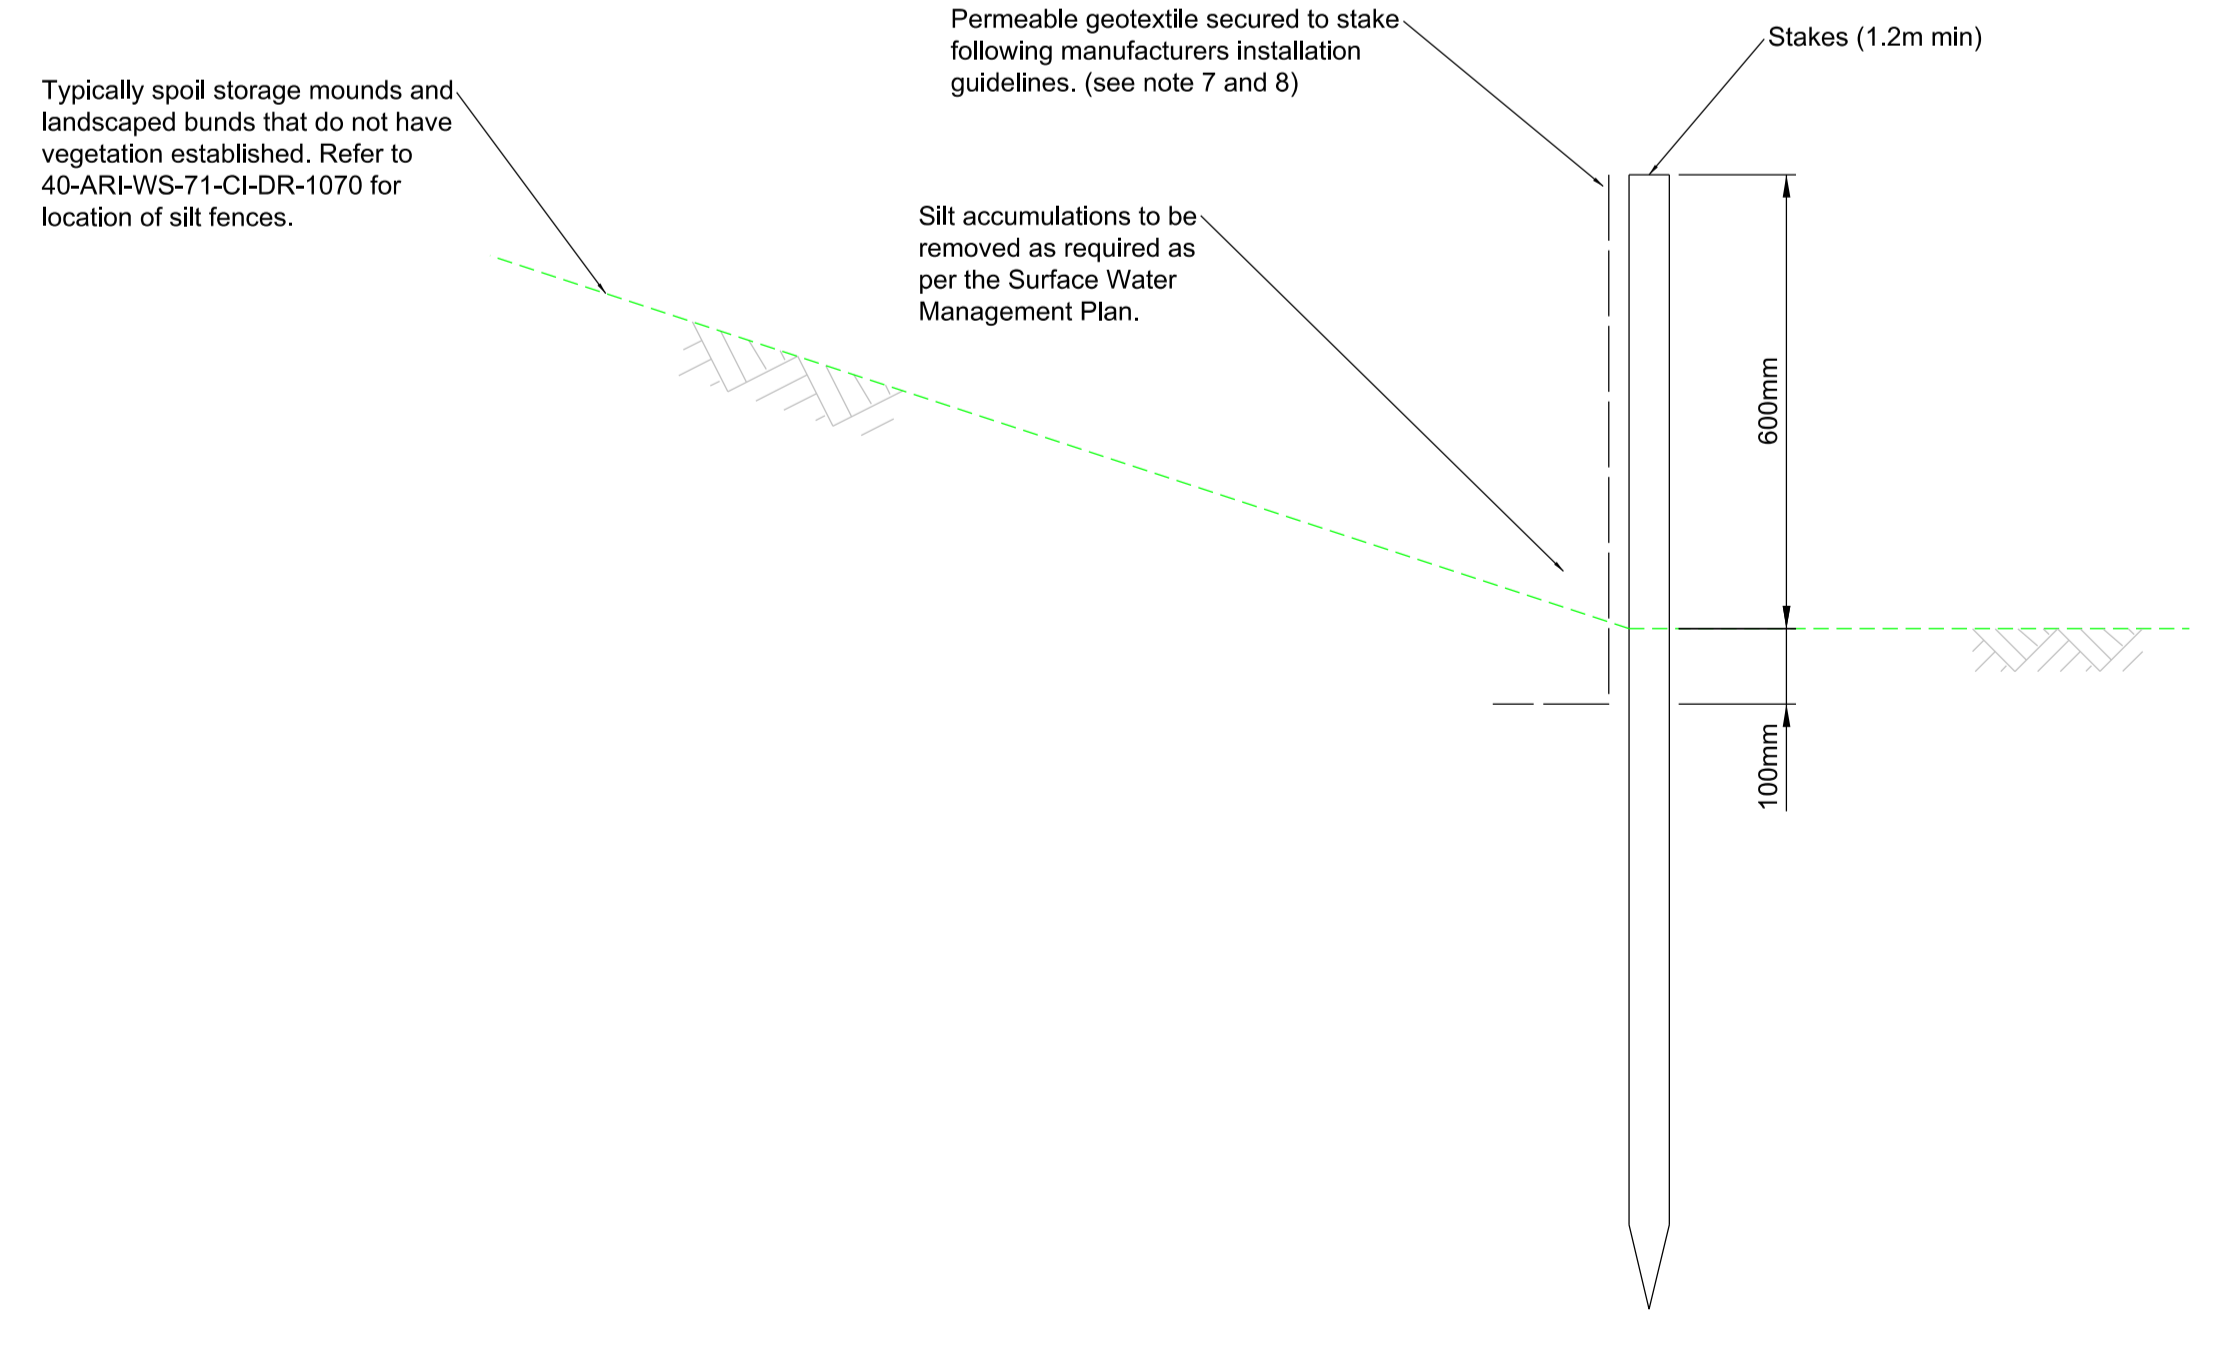 Permeable geotextile secured to stake
following manufacturers installation
guidelines. (see note 7 and 8)
Stakes (1.2m min)
Typically spoil storage mounds and
landscaped bunds that do not have
vegetation established. Refer to
40-ARI-WS-71-CI-DR-1070 for
location of silt fences.
Silt accumulations to be
removed as required as
per the Surface Water
Management Plan.
600mm
100mm